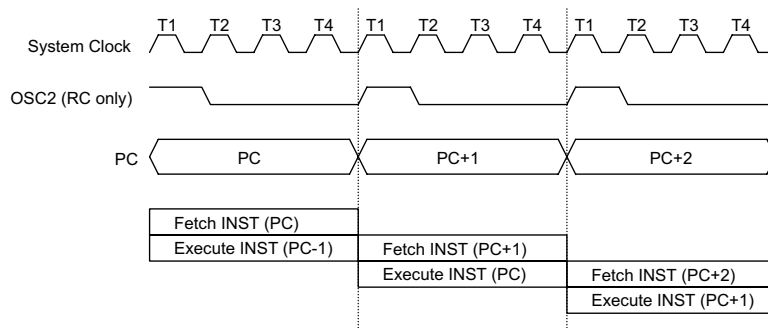 T1 T2 T3 T4 T1 T2 T3 T4 T1 T2 T3 T4
System Clock
OSC2 (RC only)
PC PC PC+1 PC+2
Fetch INST (PC)
Execute INST (PC-1) Fetch INST (PC+1)
Execute INST (PC) Fetch INST (PC+2)
Execute INST (PC+1)